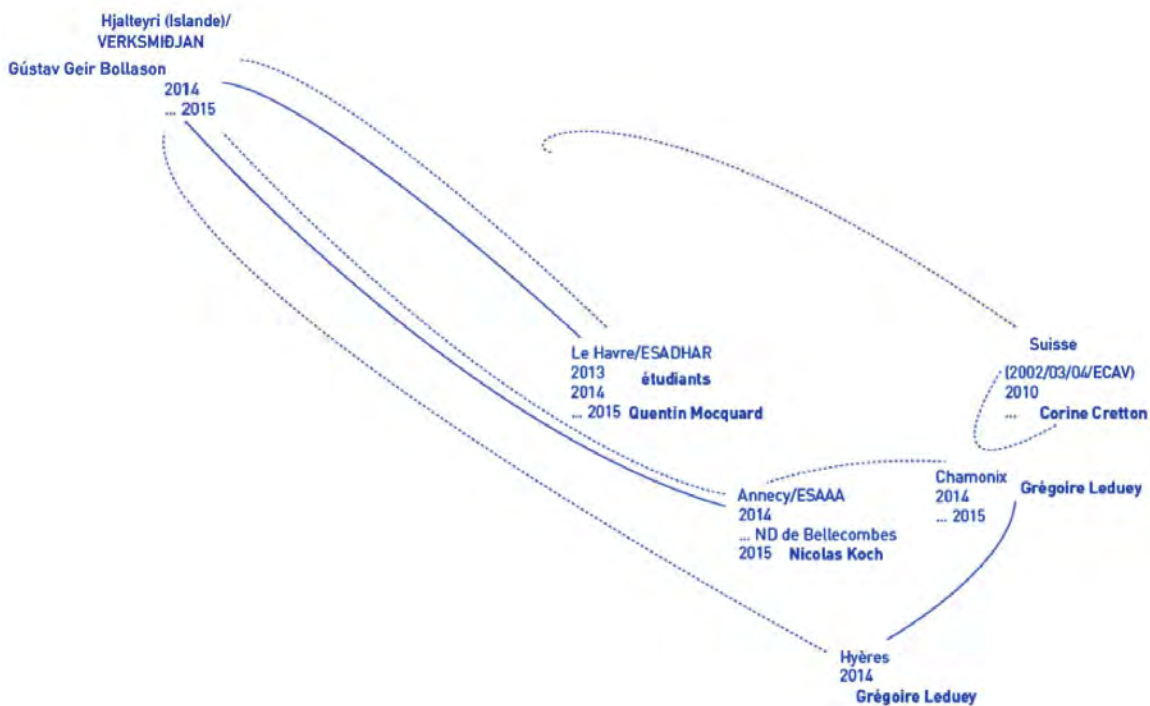 Hjalteyri (Islande)/
VERKSMIÐJAN
Gústav Geir Bollason
2014
... 2015
Le Havre/ESADHAR
2013
étudiants
2014
... 2015 Quentin Mocquard
Suisse
(2002/03/04/ECAV)
2010
... Corine Cretton
Annecy/ESAAA
2014
... ND de Bellecombes
2015 Nicolas Koch
Chamonix
2014
... 2015
Grégoire Leduey
Hyères
2014
Grégoire Leduey